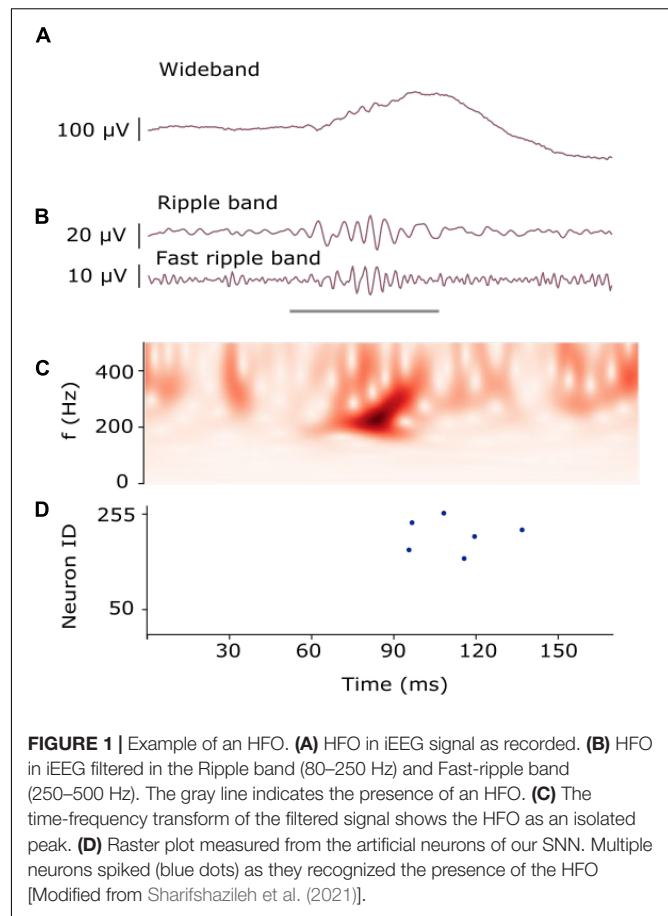 A
Wideband
100 µV
B
Ripple band
20 µV
Fast ripple band
10 µV
C
400
200
0
f (Hz)
D
255
50
Neuron ID
30 60 90 120 150
Time (ms)
FIGURE 1 | Example of an HFO. (A) HFO in iEEG signal as recorded. (B) HFO
in iEEG filtered in the Ripple band (80–250 Hz) and Fast-ripple band
(250–500 Hz). The gray line indicates the presence of an HFO. (C) The
time-frequency transform of the filtered signal shows the HFO as an isolated
peak. (D) Raster plot measured from the artificial neurons of our SNN. Multiple
neurons spiked (blue dots) as they recognized the presence of the HFO
[Modified from Sharifshazileh et al. (2021)].